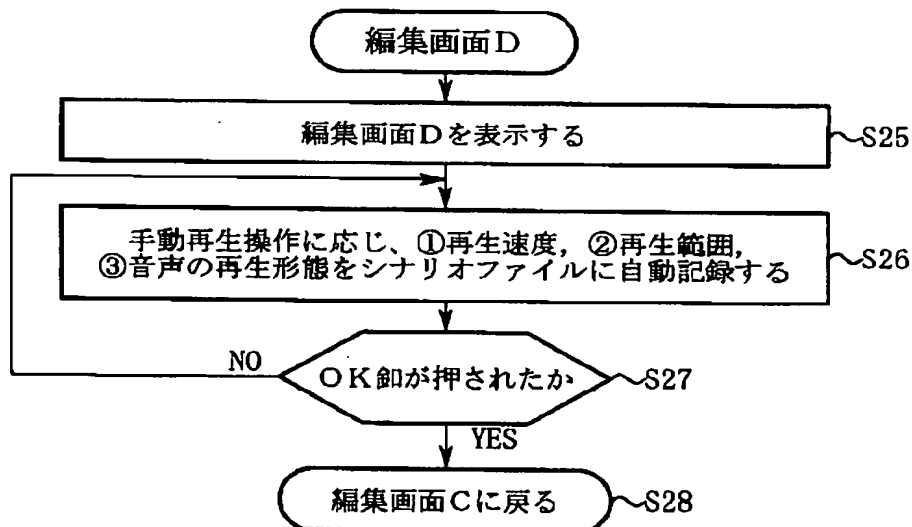 編集画面D
編集画面Dを表示する
S25
手動再生操作に応じ、①再生速度，②再生範囲，
③音声の再生形態をシナリオファイルに自動記録する
S26
NO
OK釦が押されたか
S27
YES
編集画面Cに戻る
S28